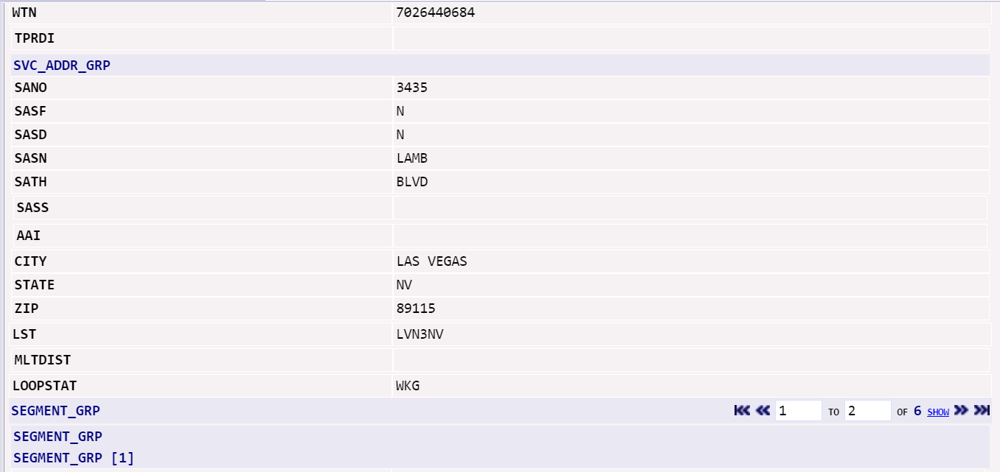 WTN 7026440684
TPRDI
SVC_ADDR_GRP
SANO 3435
SASF N
SASD N
SASN LAMB
SATH BLVD
SASS
AAI
CITY LAS VEGAS
STATE NV
ZIP 89115
LST LVN3NV
MLTDIST
LOOPSTAT WKG
SEGMENT_GRP 1 TO 2 OF 6 SHOW
SEGMENT_GRP
SEGMENT_GRP [1]